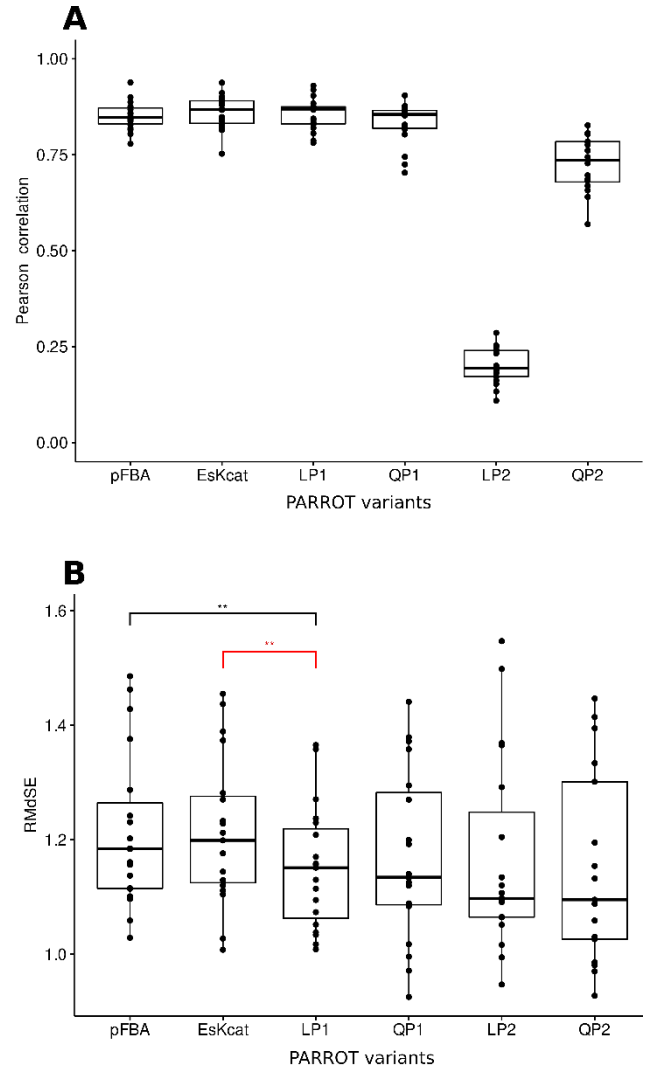 A
1.00
0.75
0.50
0.25
0.00
Pearson correlation
pFBA EsKcat LP1 QP1 LP2 QP2
PARROT variants
B
**
**
1.6
1.4
1.2
1.0
RMdSE
pFBA EsKcat LP1 QP1 LP2 QP2
PARROT variants